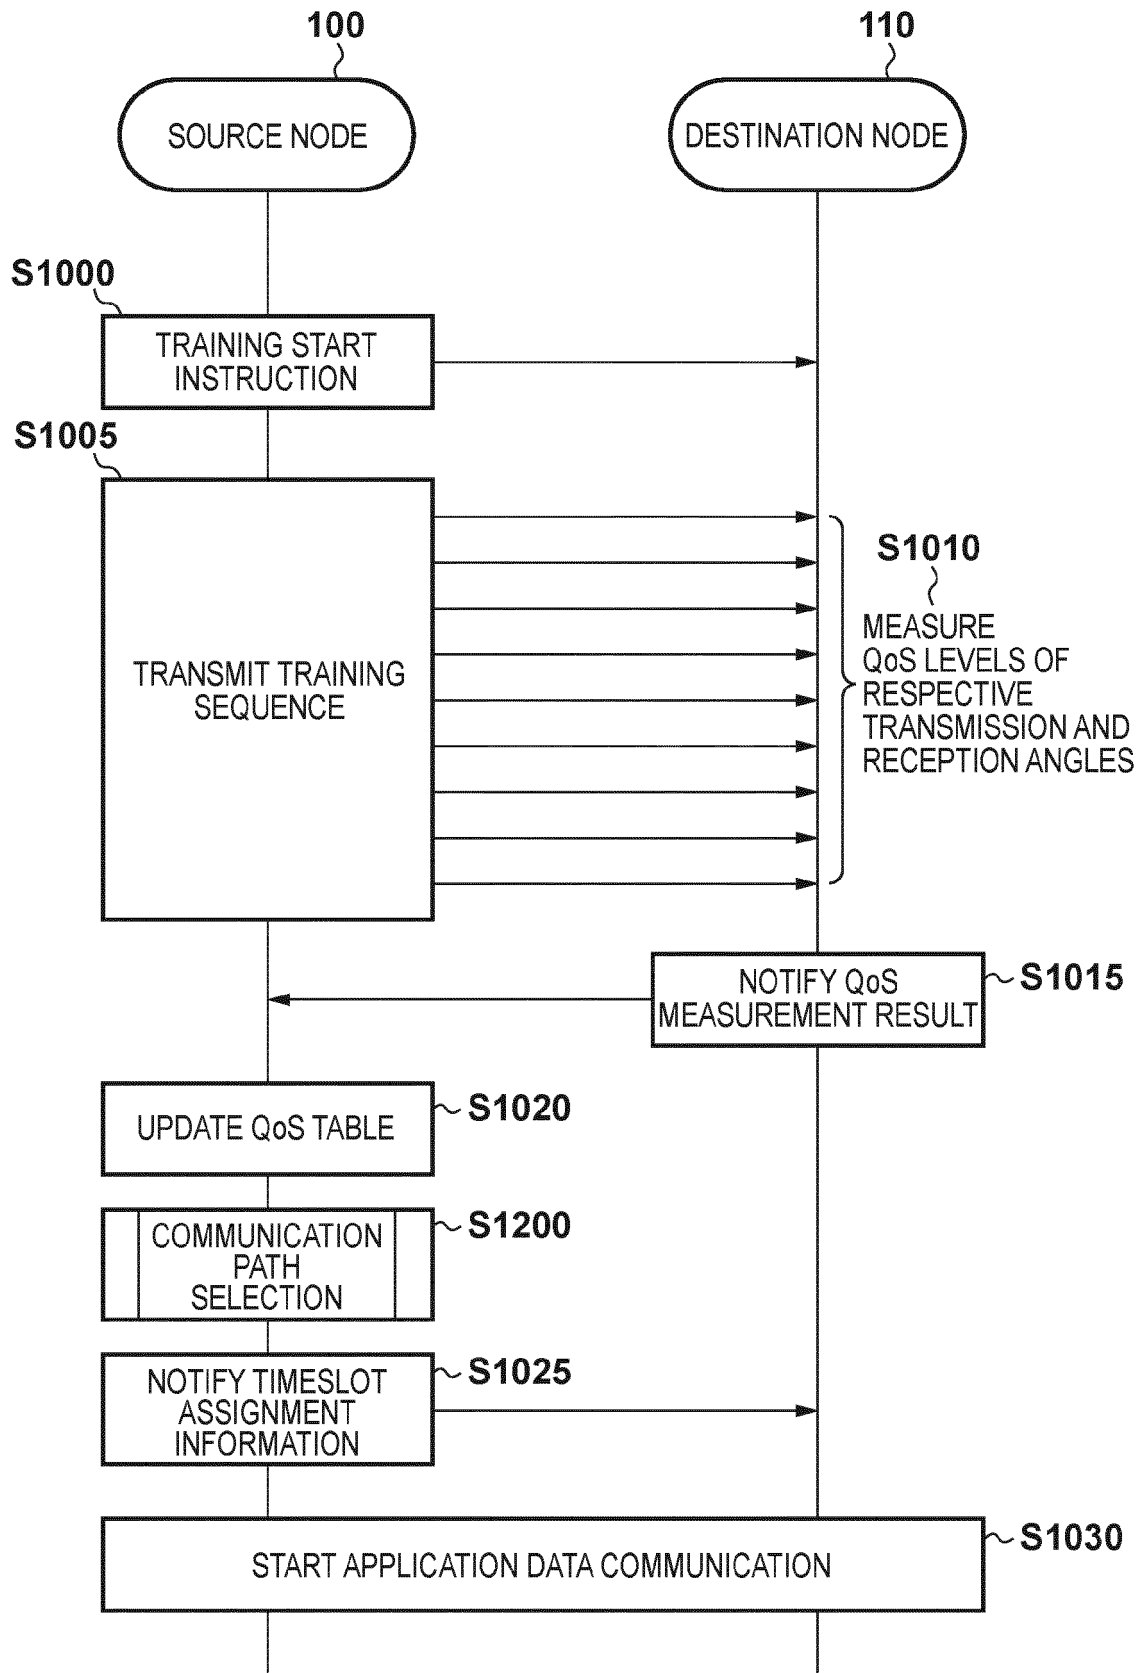 100
110
SOURCE NODE
DESTINATION NODE
S1000
TRAINING START
INSTRUCTION
S1005
TRANSMIT TRAINING
SEQUENCE
S1010
MEASURE
QoS LEVELS OF
RESPECTIVE
TRANSMISSION AND
RECEPTION ANGLES
NOTIFY QoS
MEASUREMENT RESULT
S1015
UPDATE QoS TABLE
S1020
COMMUNICATION
PATH
SELECTION
S1200
NOTIFY TIMESLOT
ASSIGNMENT
INFORMATION
S1025
START APPLICATION DATA COMMUNICATION
S1030